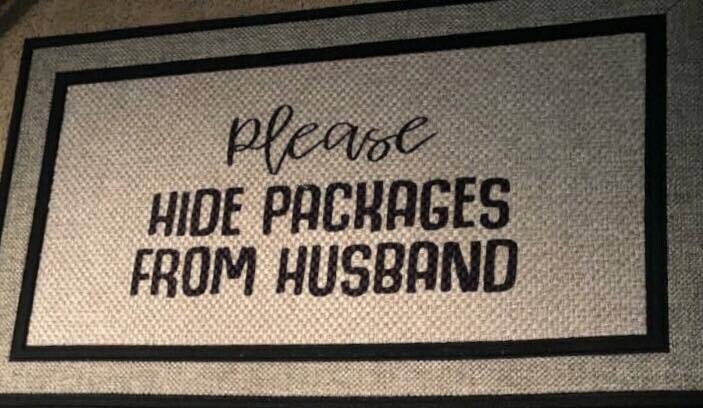 please
HIDE PACKAGES
FROM HUSBAND